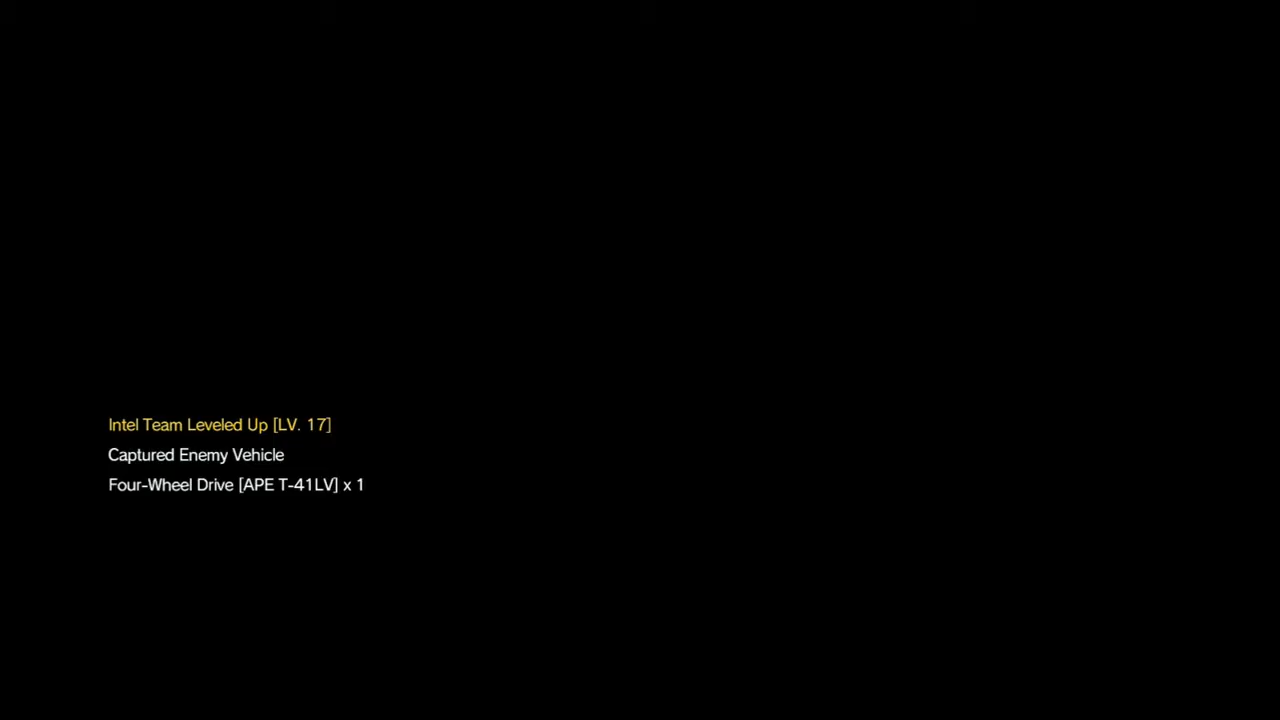 Intel Team Leveled Up [LV. 17]
Captured Enemy Vehicle
Four-Wheel Drive [APE T-41LV] x 1